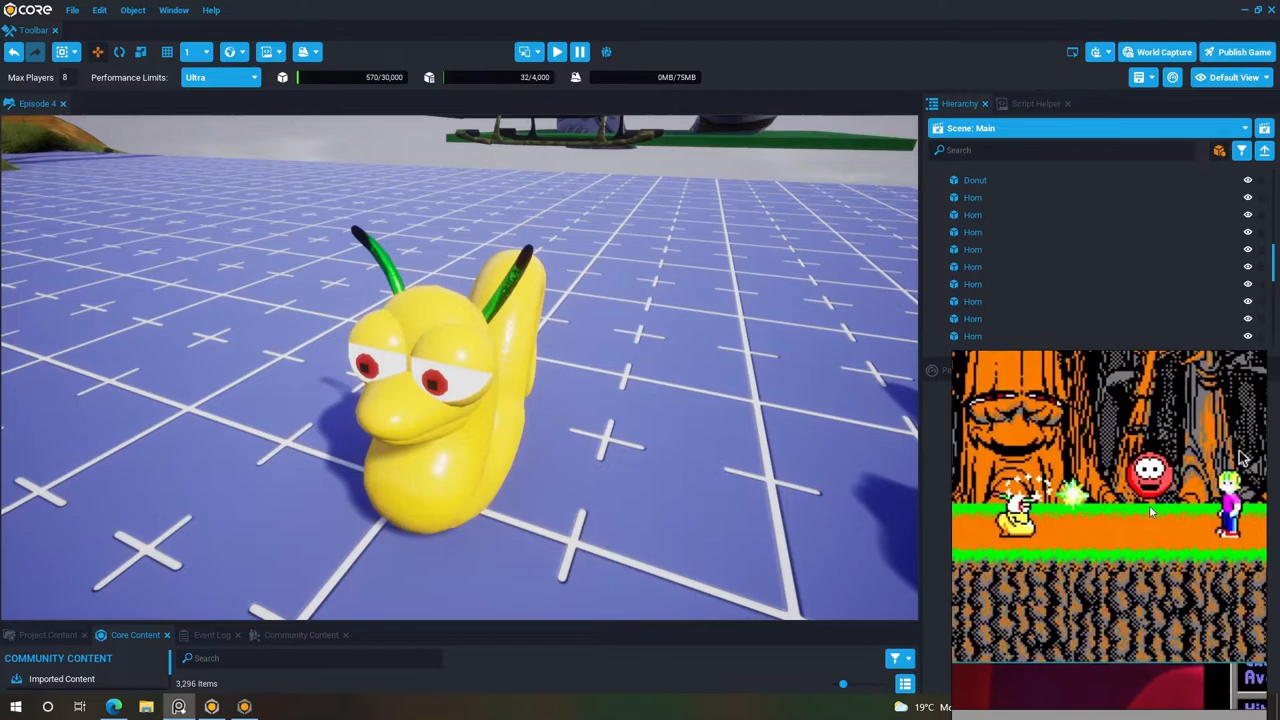 CORE File Edit Object Window Help
Toolbar
1 World Capture Publish Game
Max Players 8 Performance Limits: Ultra 570/30,000 32/4,000 0MB/75MB Default View
Episode 4 Hierarchy Script Helper
Scene: Main
Search
Donut
Horn
Horn
Horn
Horn
Horn
Horn
Horn
Horn
Horn
Project Content Core Content Event Log Community Content
COMMUNITY CONTENT Search
Imported Content 3,296 Items
19°C